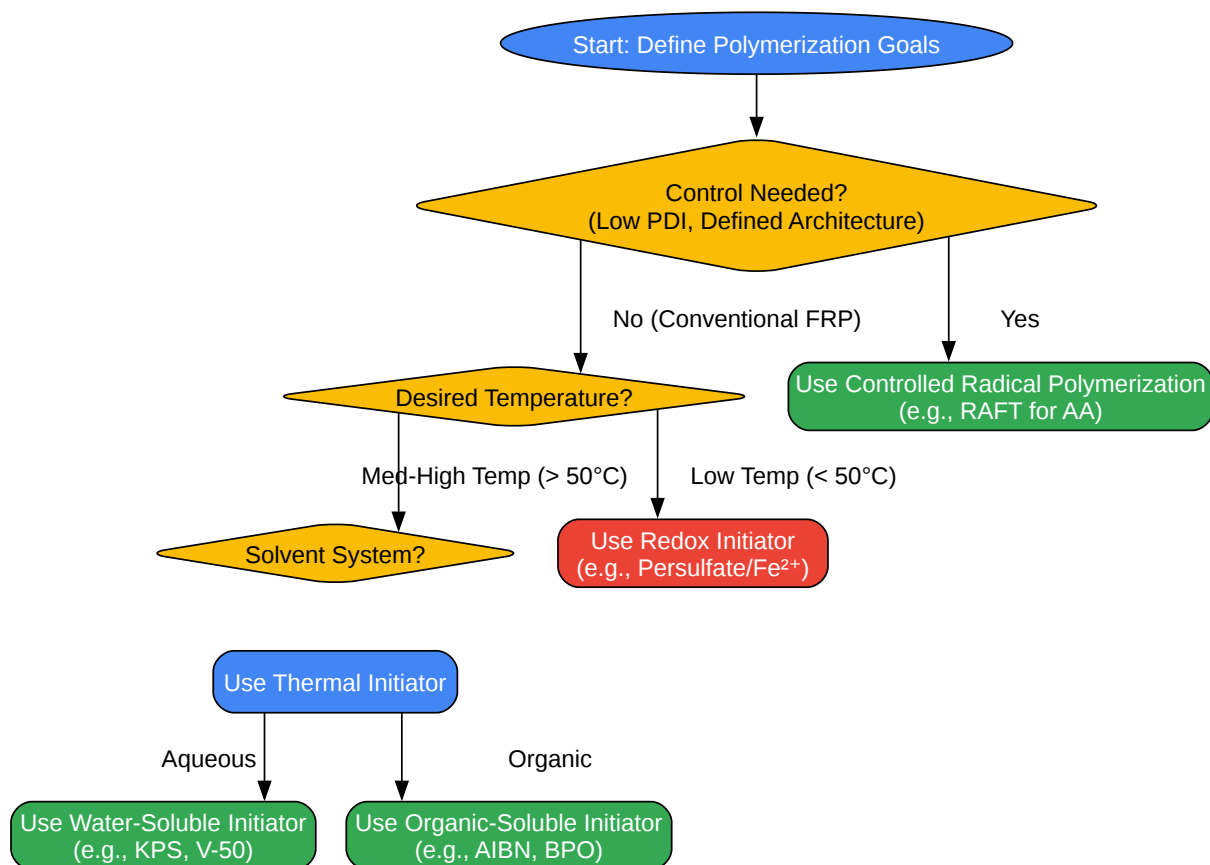 Start: Define Polymerization Goals
Control Needed?
(Low PDI, Defined Architecture)
No (Conventional FRP)
Yes
Use Controlled Radical Polymerization
(e.g., RAFT for AA)
Desired Temperature?
Med-High Temp (> 50°C)
Low Temp (< 50°C)
Use Redox Initiator
(e.g., Persulfate/Fe²⁺)
Solvent System?
Use Thermal Initiator
Aqueous
Organic
Use Water-Soluble Initiator
(e.g., KPS, V-50)
Use Organic-Soluble Initiator
(e.g., AIBN, BPO)